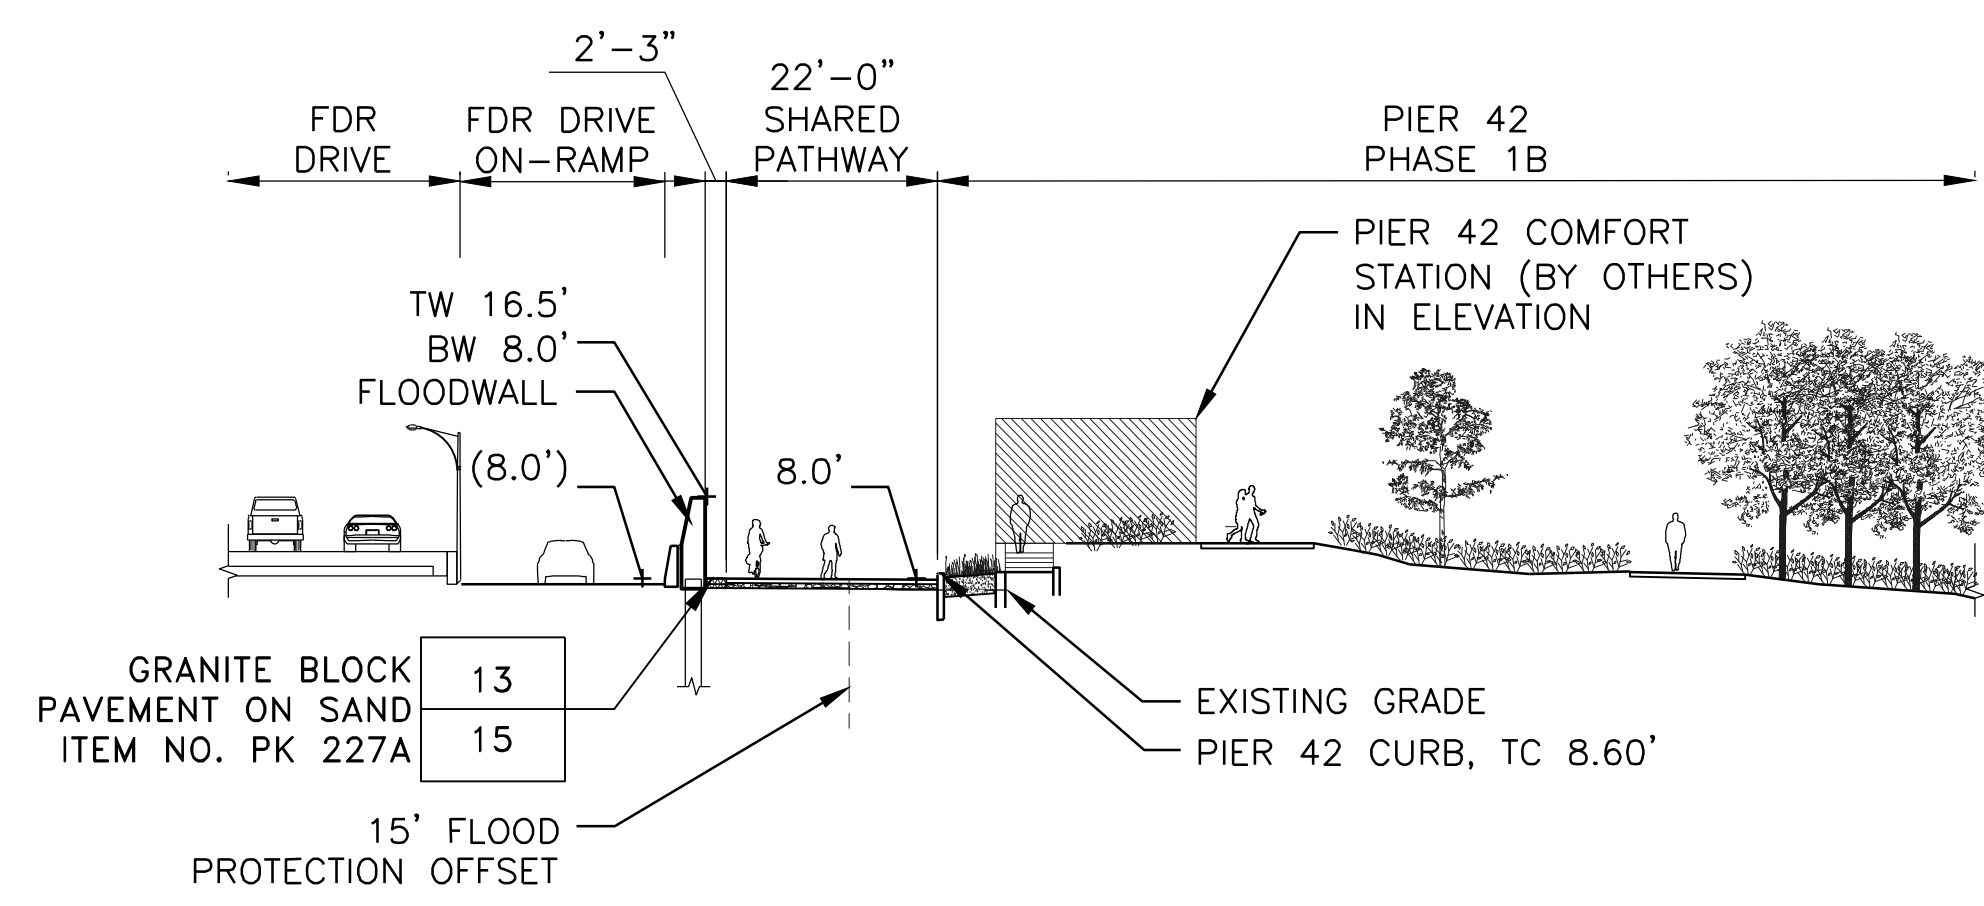 2'-3"
22'-0"
SHARED
PATHWAY
FDR
DRIVE
FDR DRIVE
ON-RAMP
PIER 42
PHASE 1B
PIER 42 COMFORT
STATION (BY OTHERS)
IN ELEVATION
TW 16.5'
BW 8.0'
FLOODWALL
(8.0')
8.0'
GRANITE BLOCK
PAVEMENT ON SAND
ITEM NO. PK 227A
13
15
EXISTING GRADE
PIER 42 CURB, TC 8.60'
15' FLOOD
PROTECTION OFFSET